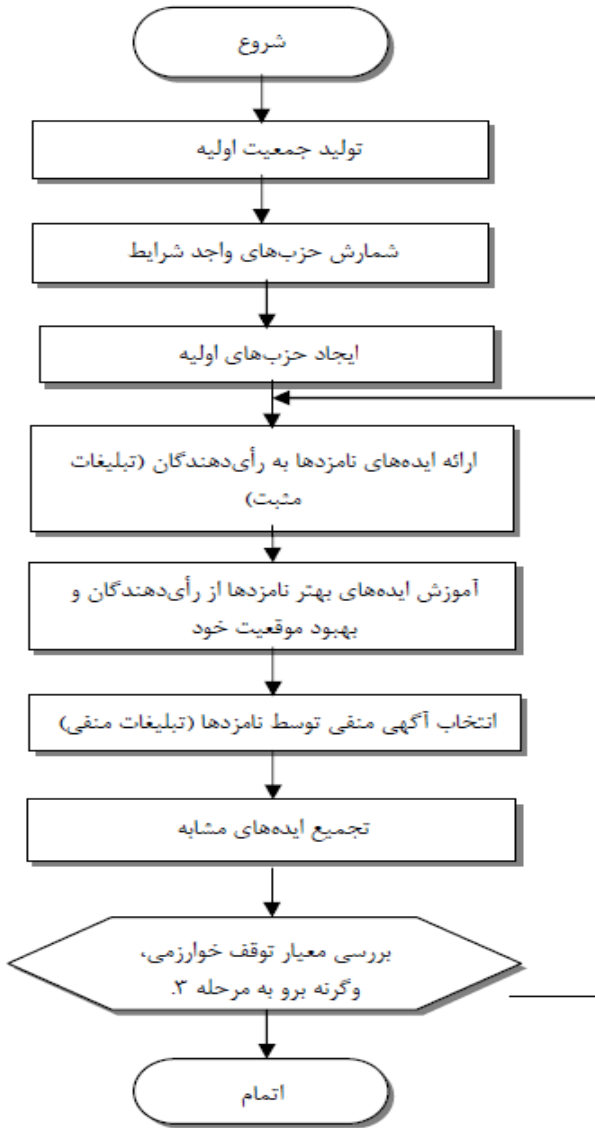 شروع
تولید جمعیت اولیه
شمارش حزب‌های واجد شرایط
ایجاد حزب‌های اولیه
ارائه ایده‌های نامزدها به رأی‌دهندگان (تبلیغات
مثبت)
آموزش ایده‌های بهتر نامزدها از رأی‌دهندگان و
بهبود موقعیت خود
انتخاب آگهی منفی توسط نامزدها (تبلیغات منفی)
تجمیع ایده‌های مشابه
بررسی معیار توقف خوارزمی،
وگرنه برو به مرحله ۳.
اتمام